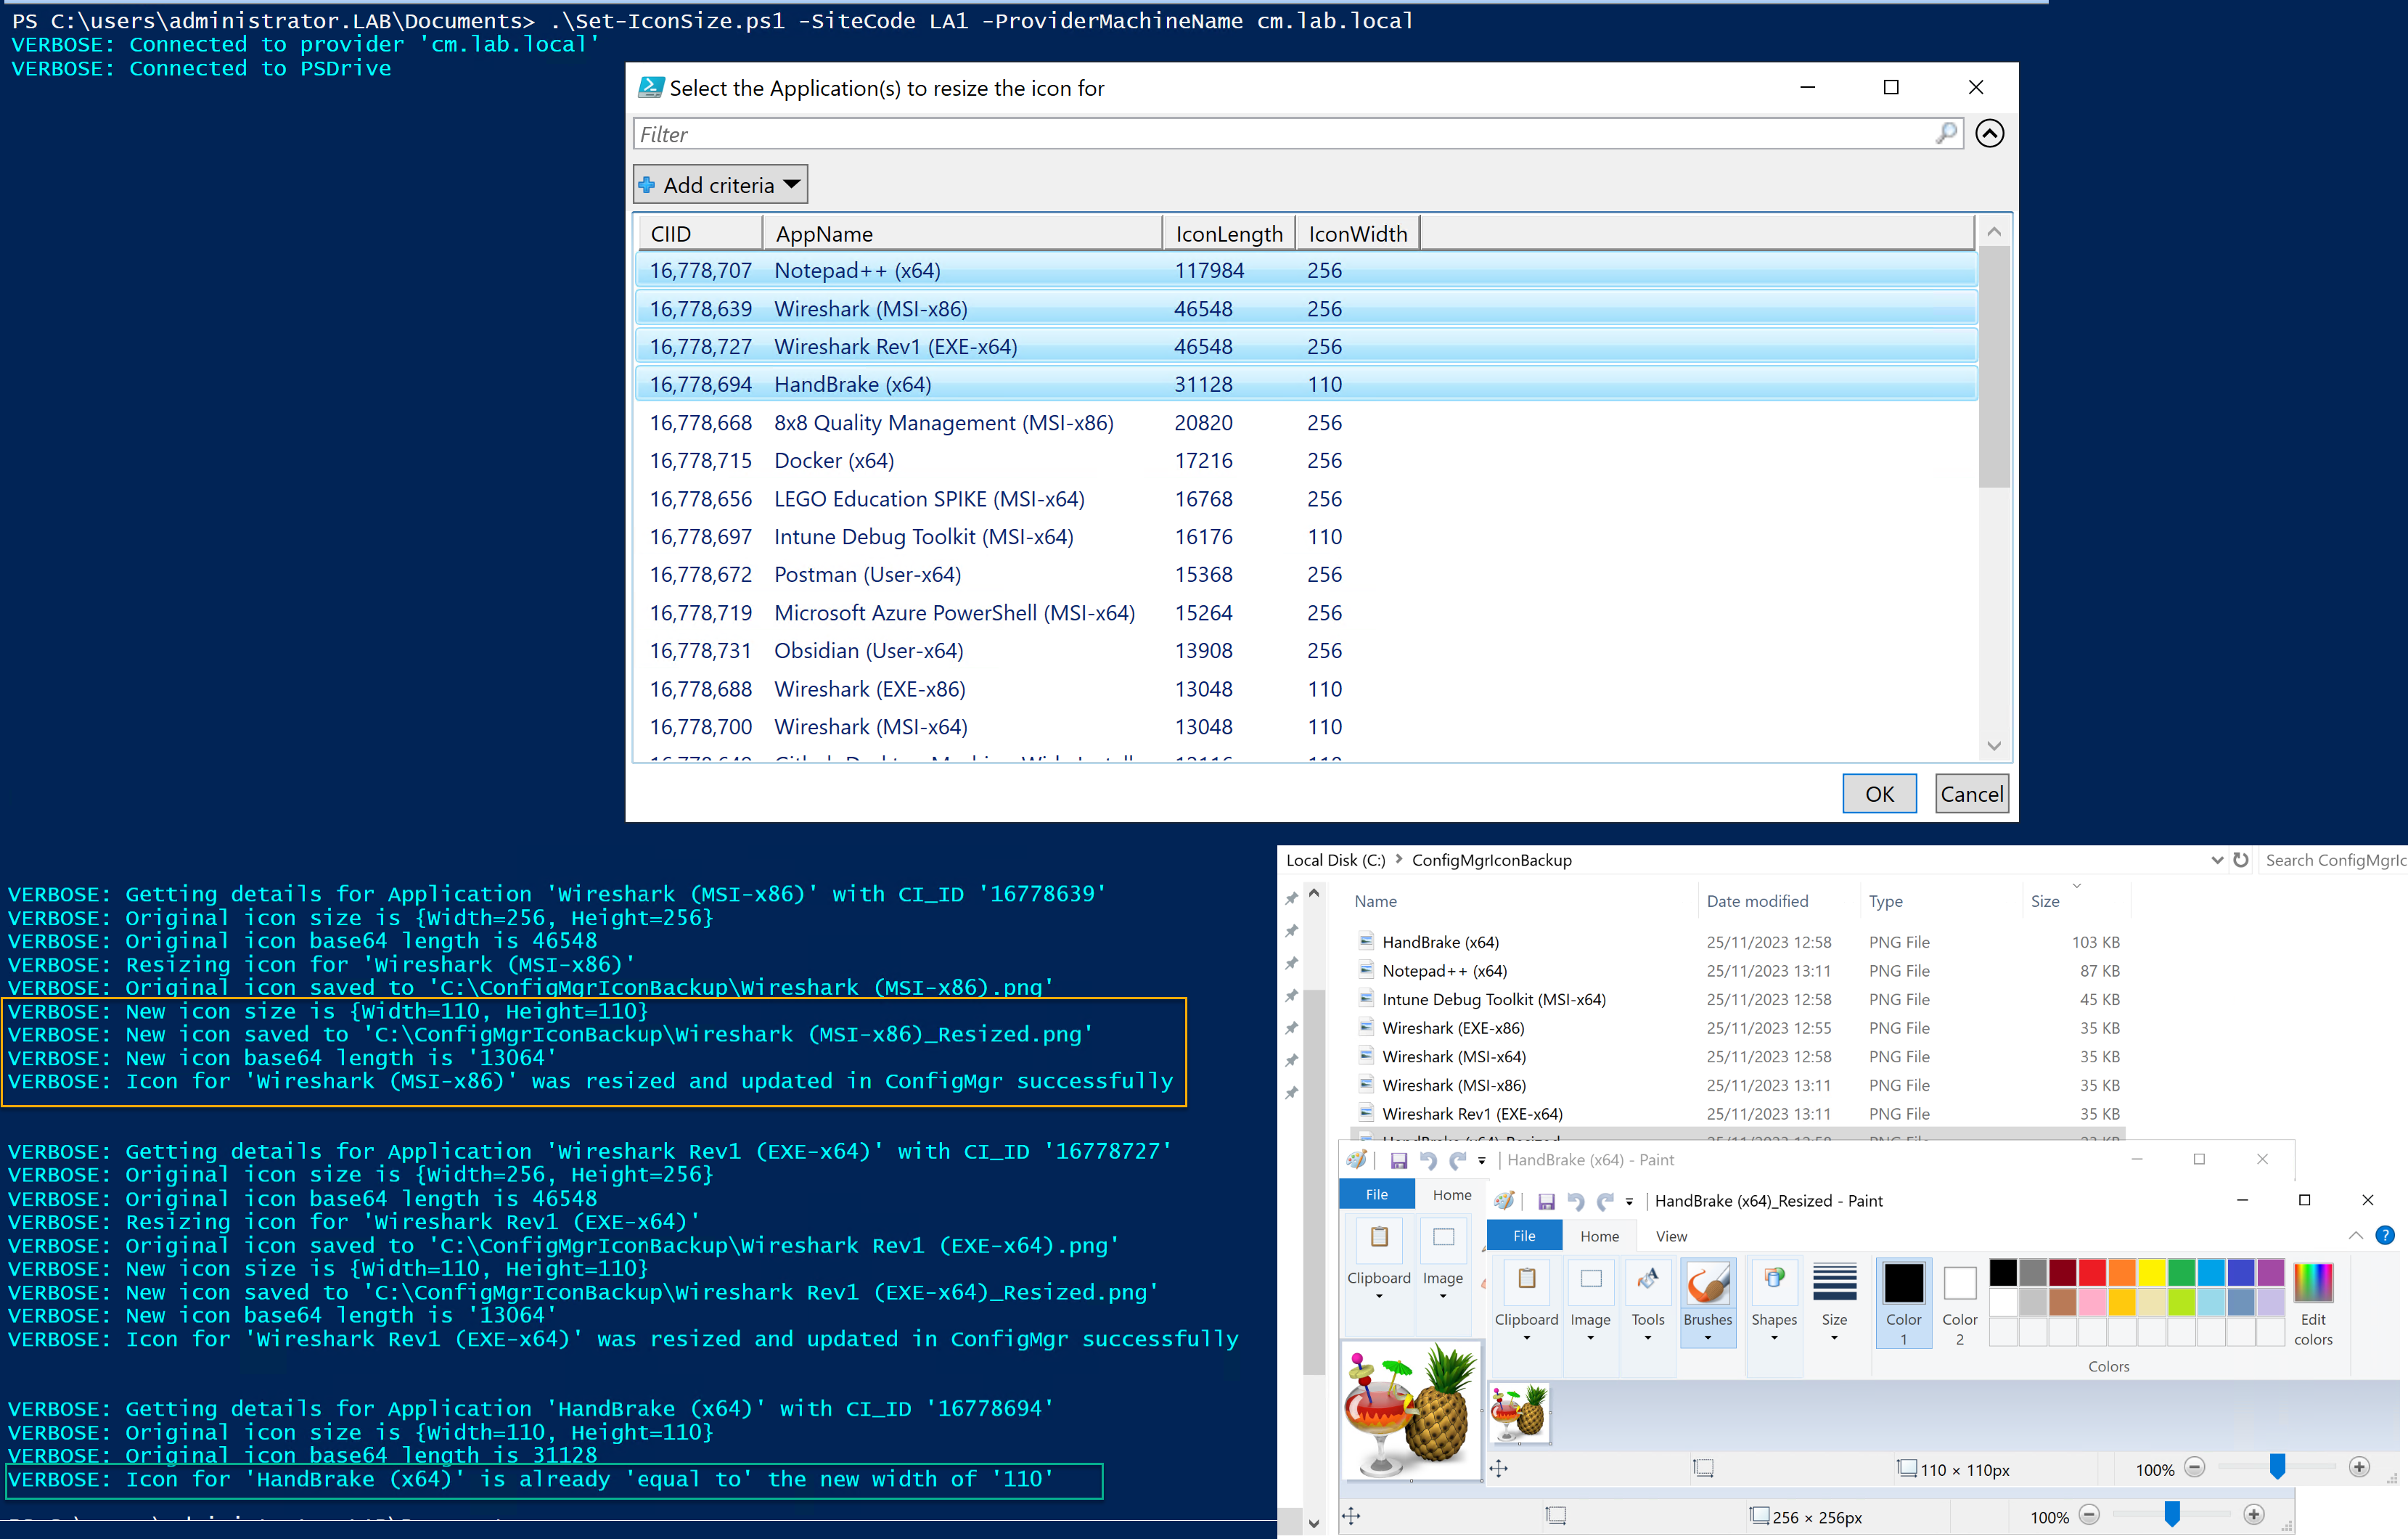 PS C:\users\administrator.LAB\Documents> .\Set-IconSize.ps1 -SiteCode LA1 -ProviderMachineName cm.lab.local
VERBOSE: Connected to provider 'cm.lab.local'
VERBOSE: Connected to PSDrive
Select the Application(s) to resize the icon for
Filter
Add criteria
CIID AppName IconLength IconWidth
16,778,707 Notepad++ (x64) 117984 256
16,778,639 Wireshark (MSI-x86) 46548 256
16,778,727 Wireshark Rev1 (EXE-x64) 46548 256
16,778,694 HandBrake (x64) 31128 110
16,778,668 8x8 Quality Management (MSI-x86) 20820 256
16,778,715 Docker (x64) 17216 256
16,778,656 LEGO Education SPIKE (MSI-x64) 16768 256
16,778,697 Intune Debug Toolkit (MSI-x64) 16176 110
16,778,672 Postman (User-x64) 15368 256
16,778,719 Microsoft Azure PowerShell (MSI-x64) 15264 256
16,778,731 Obsidian (User-x64) 13908 256
16,778,688 Wireshark (EXE-x86) 13048 110
16,778,700 Wireshark (MSI-x64) 13048 110
OK Cancel
VERBOSE: Getting details for Application 'Wireshark (MSI-x86)' with CI_ID '16778639'
VERBOSE: Original icon size is {Width=256, Height=256}
VERBOSE: Original icon base64 length is 46548
VERBOSE: Resizing icon for 'Wireshark (MSI-x86)'
VERBOSE: Original icon saved to 'C:\ConfigMgrIconBackup\Wireshark (MSI-x86).png'
VERBOSE: New icon size is {Width=110, Height=110}
VERBOSE: New icon saved to 'C:\ConfigMgrIconBackup\Wireshark (MSI-x86)_Resized.png'
VERBOSE: New icon base64 length is '13064'
VERBOSE: Icon for 'Wireshark (MSI-x86)' was resized and updated in ConfigMgr successfully
VERBOSE: Getting details for Application 'Wireshark Rev1 (EXE-x64)' with CI_ID '16778727'
VERBOSE: Original icon size is {Width=256, Height=256}
VERBOSE: Original icon base64 length is 46548
VERBOSE: Resizing icon for 'Wireshark Rev1 (EXE-x64)'
VERBOSE: Original icon saved to 'C:\ConfigMgrIconBackup\Wireshark Rev1 (EXE-x64).png'
VERBOSE: New icon size is {Width=110, Height=110}
VERBOSE: New icon saved to 'C:\ConfigMgrIconBackup\Wireshark Rev1 (EXE-x64)_Resized.png'
VERBOSE: New icon base64 length is '13064'
VERBOSE: Icon for 'Wireshark Rev1 (EXE-x64)' was resized and updated in ConfigMgr successfully
VERBOSE: Getting details for Application 'HandBrake (x64)' with CI_ID '16778694'
VERBOSE: Original icon size is {Width=110, Height=110}
VERBOSE: Original icon base64 length is 31128
VERBOSE: Icon for 'HandBrake (x64)' is already 'equal to' the new width of '110'
Local Disk (C:) > ConfigMgrIconBackup Search ConfigMgrIc
Name Date modified Type Size
HandBrake (x64) 25/11/2023 12:58 PNG File 103 KB
Notepad++ (x64) 25/11/2023 13:11 PNG File 87 KB
Intune Debug Toolkit (MSI-x64) 25/11/2023 12:58 PNG File 45 KB
Wireshark (EXE-x86) 25/11/2023 12:55 PNG File 35 KB
Wireshark (MSI-x64) 25/11/2023 12:58 PNG File 35 KB
Wireshark (MSI-x86) 25/11/2023 13:11 PNG File 35 KB
Wireshark Rev1 (EXE-x64) 25/11/2023 13:11 PNG File 35 KB
HandBrake (x64) - Paint
File Home
Clipboard Image
HandBrake (x64)_Resized - Paint
File Home View
Clipboard Image Tools Brushes Shapes Size Color 1 Color 2 Edit colors
Colors
110 × 110px 100%
256 × 256px 100%